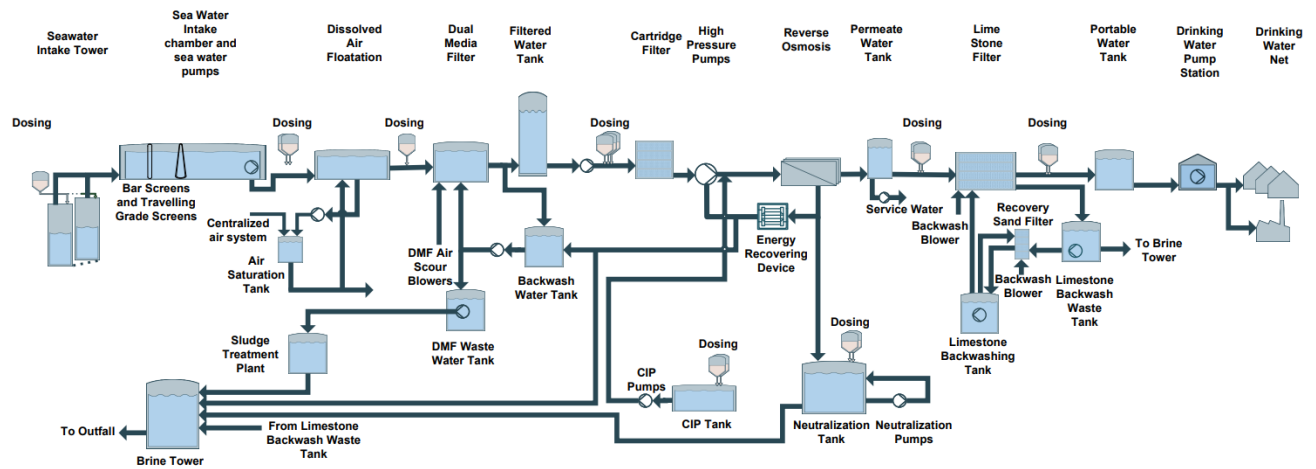 Seawater
Intake Tower
Sea Water
Intake
chamber and
sea water
pumps
Dissolved
Air
Floatation
Dual
Media
Filter
Filtered
Water
Tank
Cartridge
Filter
High
Pressure
Pumps
Reverse
Osmosis
Permeate
Water
Tank
Lime
Stone
Filter
Portable
Water
Tank
Drinking
Water
Pump
Station
Drinking
Water
Net
Dosing
Dosing
Dosing
Dosing
Dosing
Dosing
Bar Screens
and Travelling
Grade Screens
Centralized
air system
Air
Saturation
Tank
DMF Air
Scour
Blowers
Backwash
Water Tank
Energy
Recovering
Device
Service Water
Backwash
Blower
Recovery
Sand Filter
To Brine
Tower
Backwash
Blower
Limestone
Backwash
Waste
Tank
Limestone
Backwashing
Tank
Sludge
Treatment
Plant
DMF Waste
Water Tank
Dosing
Dosing
CIP
Pumps
CIP Tank
Neutralization
Tank
Neutralization
Pumps
To Outfall
From Limestone
Backwash Waste
Tank
Brine Tower